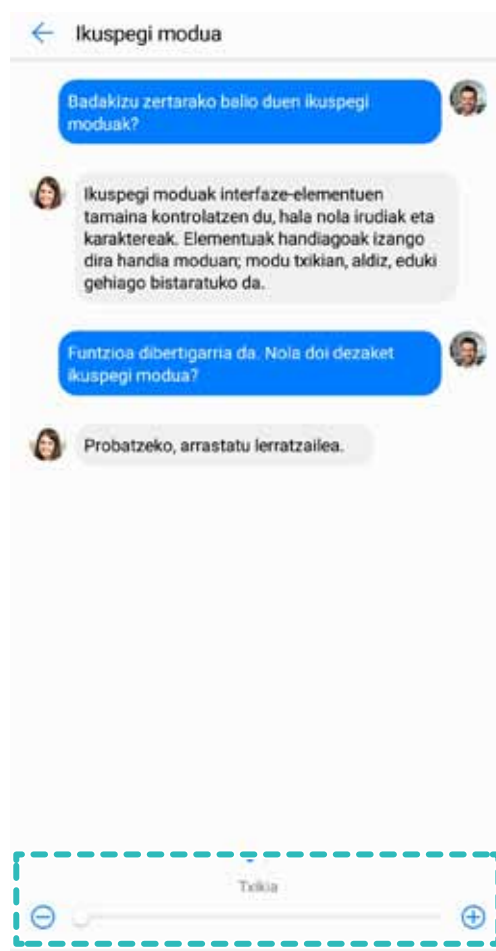 Ikuspegi modua
Badakizu zertarako balio duen ikuspegi
moduak?
Ikuspegi moduak interfaze-elementuen
tamaina kontrolatzen du, hala nola irudiak eta
karaktereak. Elementuak handiagoak izango
dira handia moduan; modu txikian, aldiz, eduki
gehiago bistaratuko da.
Funtzioa dibertigarria da. Nola doi dezaket
ikuspegi modua?
Probatzeko, arrastatu lerratzailea.
Txikia